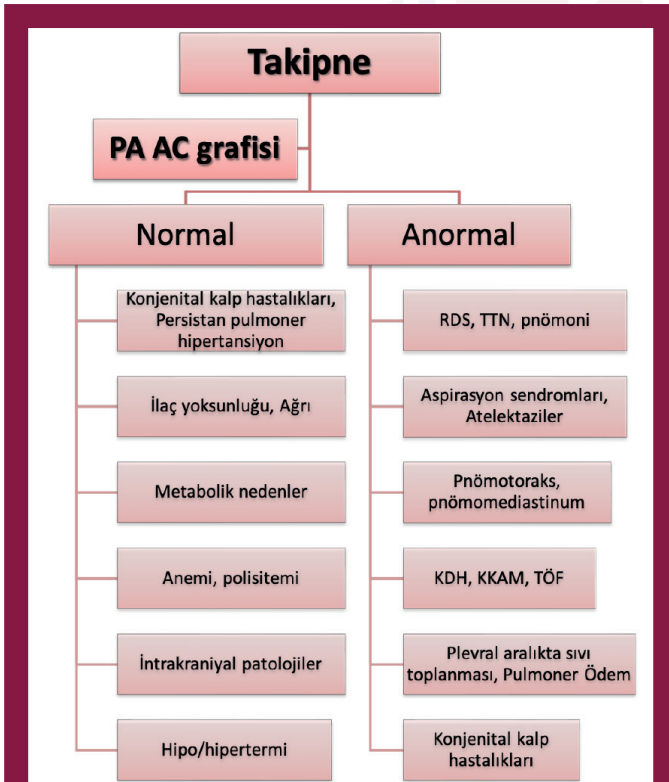 Takipne
PA AC grafisi
Normal
Konjenital kalp hastalıkları,
Persistan pulmoner
hipertansiyon
İlaç yoksunluğu, Ağrı
Metabolik nedenler
Anemi, polisitemi
İntrakraniyal patolojiler
Hipo/hipertermi
Anormal
RDS, TTN, pnömoni
Aspirasyon sendromları,
Atelektaziler
Pnömotoraks,
pnömomediastinum
KDH, KKAM, TÖF
Plevral aralıkta sıvı
toplanması, Pulmoner Ödem
Konjenital kalp
hastalıkları